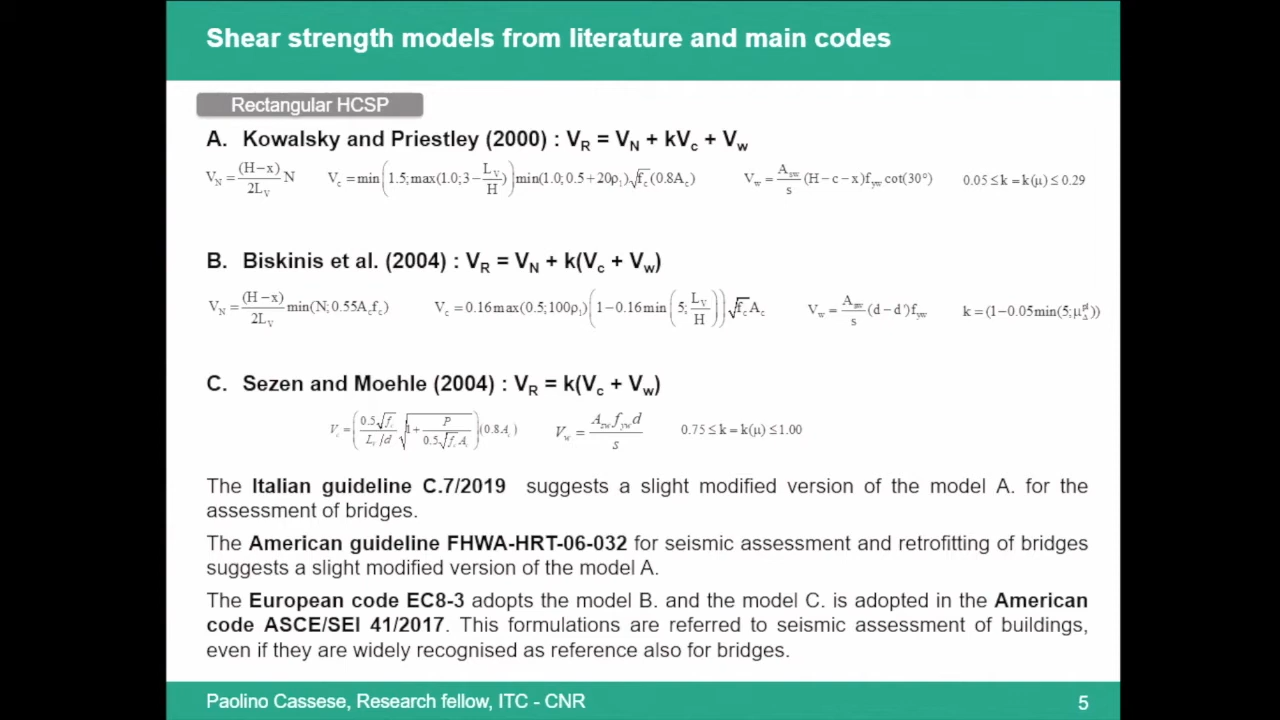 Shear strength models from literature and main codes
Rectangular HCSP
A. Kowalsky and Priestley (2000) : V_R = V_N + kV_c + V_w
V_N = (H−x)/2L_V N    V_c = min(1.5; max(1.0; 3 − L_V/H)) min(1.0; 0.5 + 20ρ_l) √f_c (0.8A_c)    V_w = A_sw/s (H − c − x) f_yw cot(30°)    0.05 ≤ k = k(μ) ≤ 0.29
B. Biskinis et al. (2004) : V_R = V_N + k(V_c + V_w)
V_N = (H−x)/2L_V min(N; 0.55A_c f_c)    V_c = 0.16 max(0.5; 100ρ_l) (1 − 0.16 min(5; L_V/H)) √f_c A_c    V_w = A_sw/s (d − d') f_yw    k = (1 − 0.05 min(5; μ_Δ^pl))
C. Sezen and Moehle (2004) : V_R = k(V_c + V_w)
V_c = (0.5√f_c / L_V/d √(1 + P/0.5√f_c A_c)) (0.8A_c)    V_w = A_sw f_yw d/s    0.75 ≤ k = k(μ) ≤ 1.00
The Italian guideline C.7/2019 suggests a slight modified version of the model A. for the
assessment of bridges.
The American guideline FHWA-HRT-06-032 for seismic assessment and retrofitting of bridges
suggests a slight modified version of the model A.
The European code EC8-3 adopts the model B. and the model C. is adopted in the American
code ASCE/SEI 41/2017. This formulations are referred to seismic assessment of buildings,
even if they are widely recognised as reference also for bridges.
Paolino Cassese, Research fellow, ITC - CNR
5